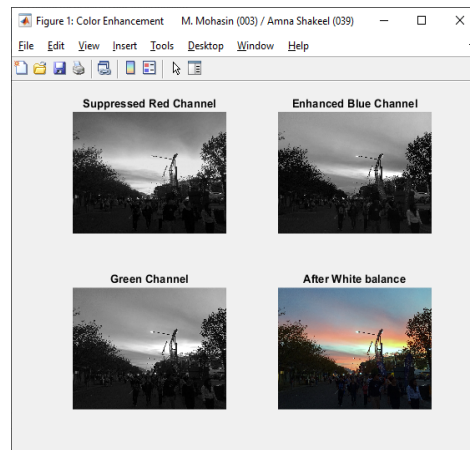 Figure 1: Color Enhancement M. Mohasin (003) / Amna Shakeel (039)
File Edit View Insert Tools Desktop Window Help
Suppressed Red Channel Enhanced Blue Channel
Green Channel After White balance